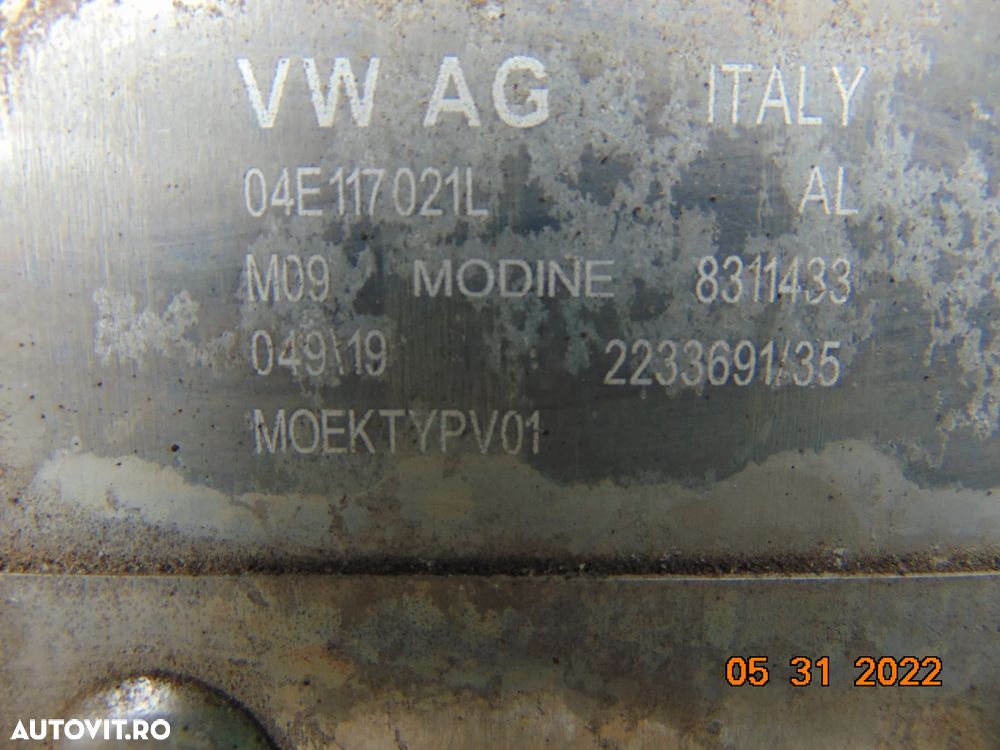 VW AG ITALY
04E117021L AL
M09 MODINE 8311433
049\19 2233691/35
MOEKTYPV01
05 31 2022
AUTOVIT.RO